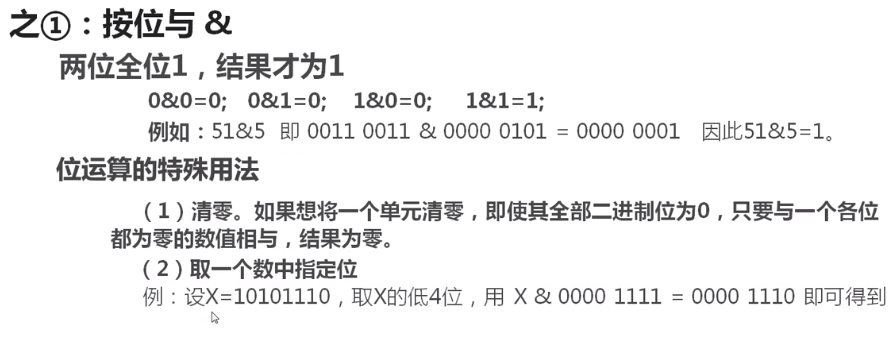 之①：按位与 &
两位全位1，结果才为1
0&0=0; 0&1=0; 1&0=0; 1&1=1;
例如：51&5 即 0011 0011 & 0000 0101 = 0000 0001 因此51&5=1。
位运算的特殊用法
（1）清零。如果想将一个单元清零，即使其全部二进制位为0，只要与一个各位
都为零的数值相与，结果为零。
（2）取一个数中指定位
例：设X=10101110，取X的低4位，用 X & 0000 1111 = 0000 1110 即可得到